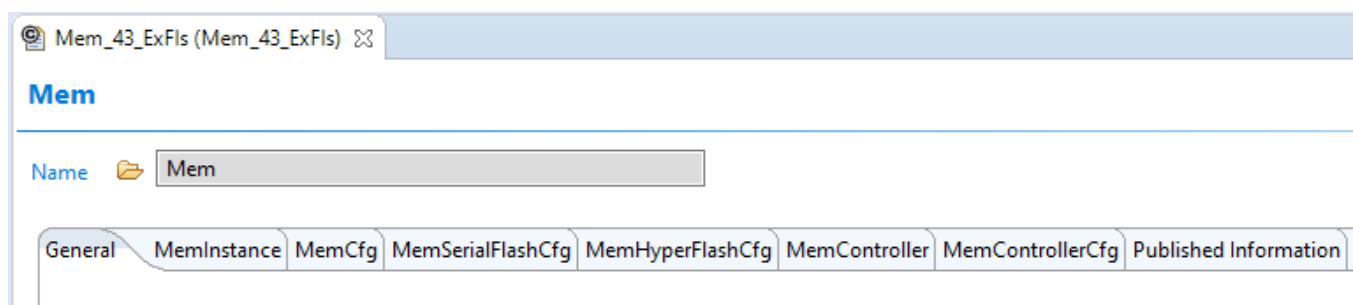 Mem_43_ExFls (Mem_43_ExFls)
Mem
Name Mem
General MemInstance MemCfg MemSerialFlashCfg MemHyperFlashCfg MemController MemControllerCfg Published Information